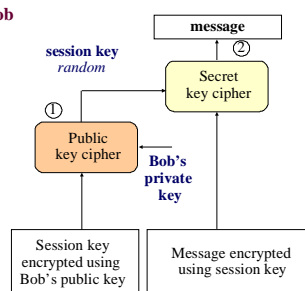 ob
message
session key
random
②
Secret
key cipher
①
Public
key cipher
Bob's
private
key
Session key
encrypted using
Bob's public key
Message encrypted
using session key